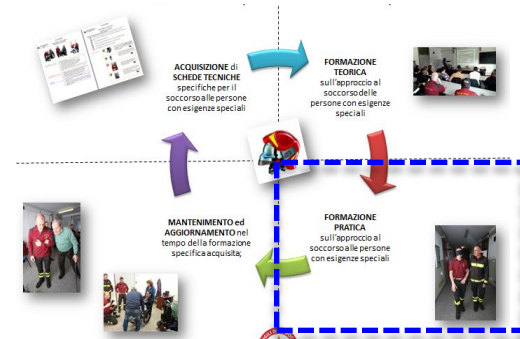 ACQUISIZIONE di
SCHEDE TECNICHE
specifiche per il
soccorso alle persone
con esigenze speciali
FORMAZIONE
TEORICA
sull'approccio al
soccorso delle
persone con esigenze
speciali
MANTENIMENTO ed
AGGIORNAMENTO nel
tempo della formazione
specifica acquisita;
FORMAZIONE
PRATICA
sull'approccio al
soccorso alle persone
con esigenze speciali